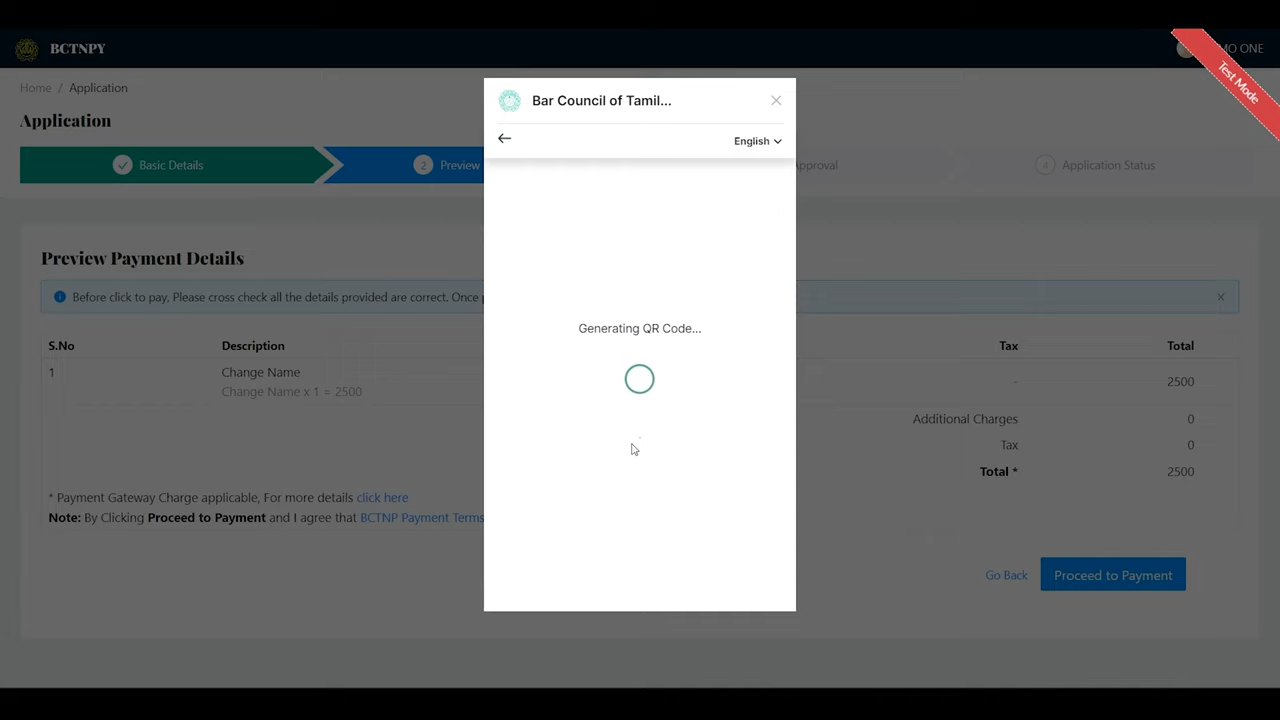 BCTNPY
MO ONE
Test Mode
Home / Application
Bar Council of Tamil...
English
Application
Basic Details
2 Preview
pproval
4 Application Status
Preview Payment Details
Before click to pay, Please cross check all the details provided are correct. Once
Generating QR Code...
S.No Description Tax Total
1 Change Name - 2500
Change Name x 1 = 2500
Additional Charges 0
Tax 0
Total * 2500
* Payment Gateway Charge applicable, For more details click here
Note: By Clicking Proceed to Payment and I agree that BCTNP Payment Terms
Go Back Proceed to Payment